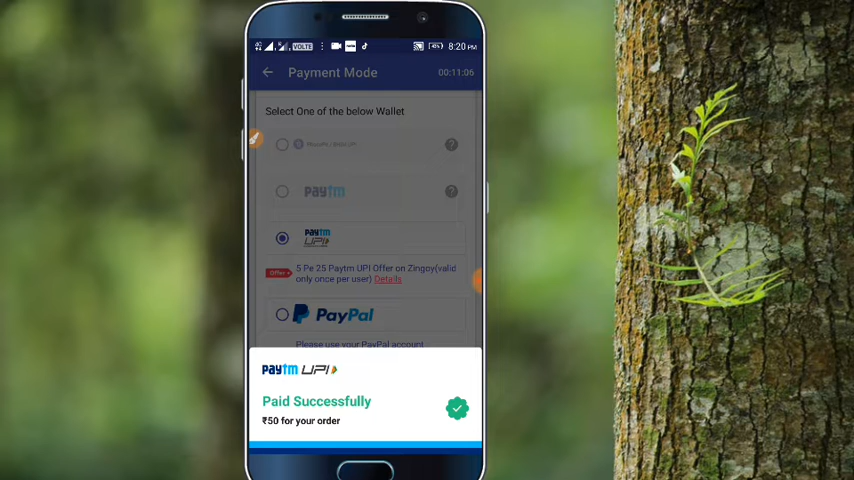 VOLTE 8:20 PM
Payment Mode 00:11:06
Select One of the below Wallet
paytm
paytm
UPI
Offer 5 Pe 25 Paytm UPI Offer on Zingoy(valid
only once per user) Details
PayPal
Please use your PayPal account
paytm UPI
Paid Successfully
₹50 for your order